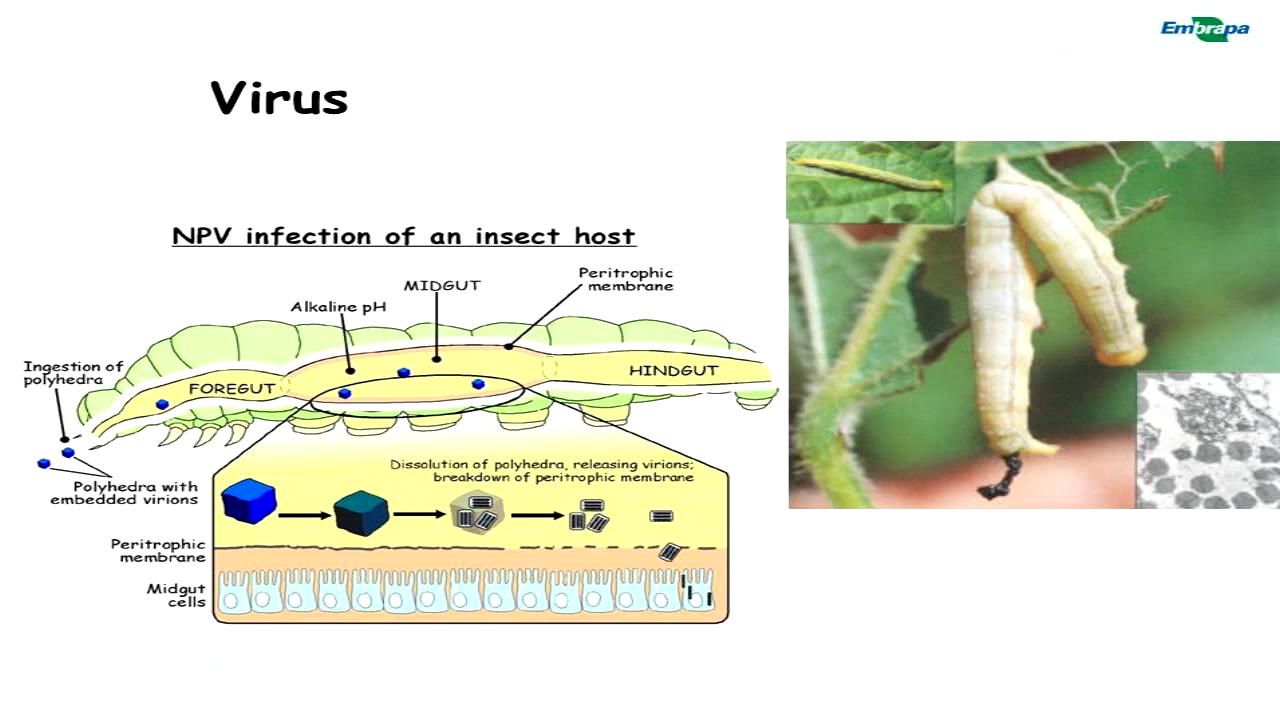 Embrapa
Virus
NPV infection of an insect host
Peritrophic
membrane
MIDGUT
Alkaline pH
Ingestion of
polyhedra
FOREGUT
HINDGUT
Polyhedra with
embedded virions
Dissolution of polyhedra, releasing virions;
breakdown of peritrophic membrane
Peritrophic
membrane
Midgut
cells